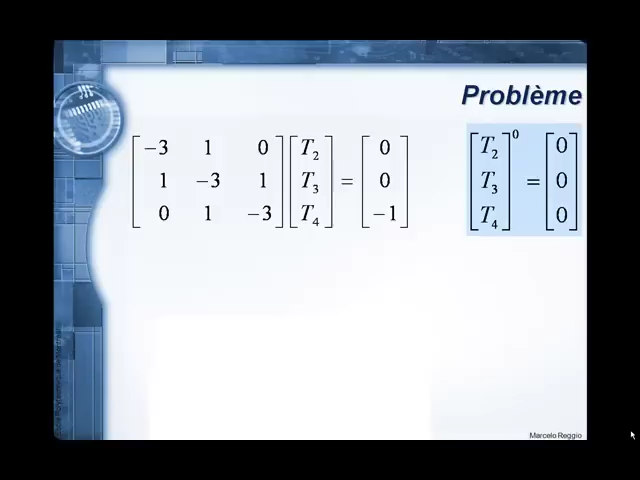 Problème
−3 1 0 T2 0 T2 0 0
1 −3 1 T3 = 0 T3 = 0
0 1 −3 T4 −1 T4 0
Marcelo Reggio